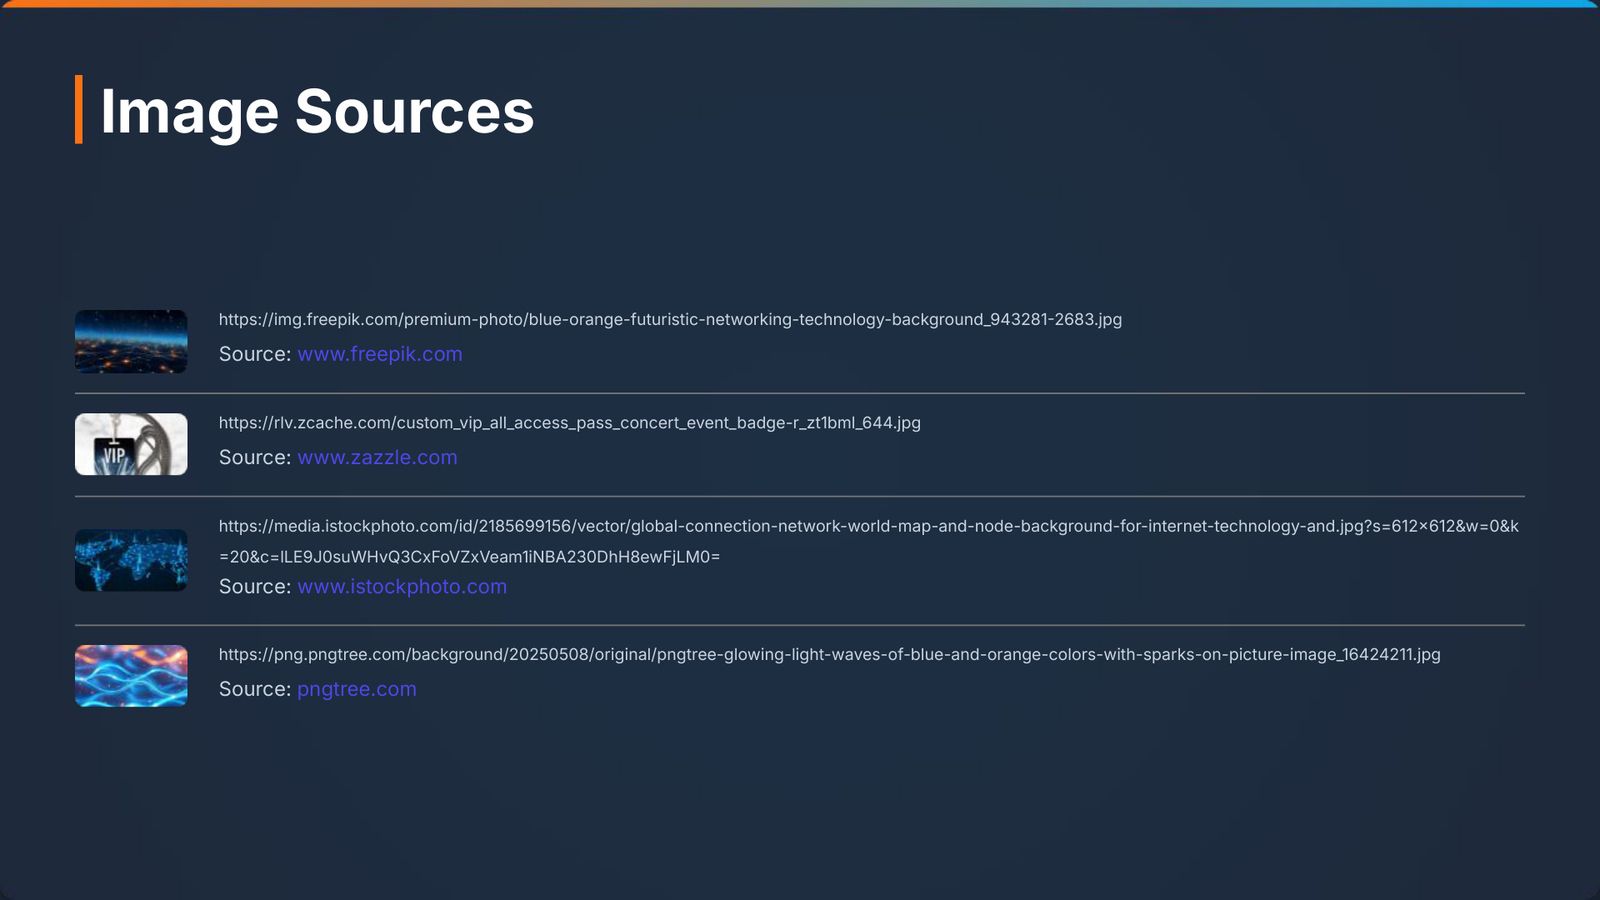 Image Sources
https://img.freepik.com/premium-photo/blue-orange-futuristic-networking-technology-background_943281-2683.jpg
Source: www.freepik.com
VIP
https://rlv.zcache.com/custom_vip_all_access_pass_concert_event_badge-r_zt1bml_644.jpg
Source: www.zazzle.com
https://media.istockphoto.com/id/2185699156/vector/global-connection-network-world-map-and-node-background-for-internet-technology-and.jpg?s=612×612&w=0&k
=20&c=lLE9J0suWHvQ3CxFoVZxVeam1iNBA230DhH8ewFjLM0=
Source: www.istockphoto.com
https://png.pngtree.com/background/20250508/original/pngtree-glowing-light-waves-of-blue-and-orange-colors-with-sparks-on-picture-image_16424211.jpg
Source: pngtree.com